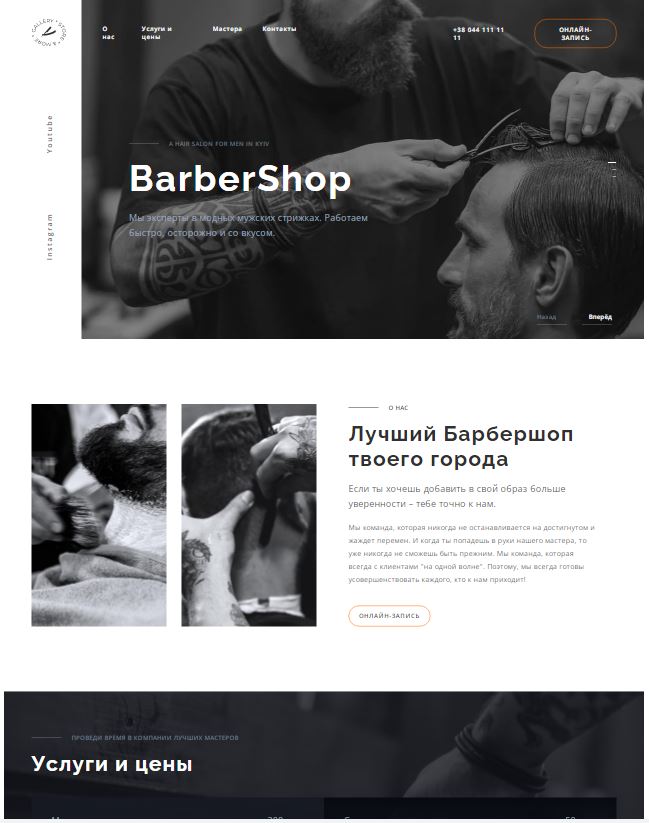 GALLERY * STORE & MORE *
О нас
Услуги и цены
Мастера
Контакты
+38 044 111 11 11
ОНЛАЙН-ЗАПИСЬ
Youtube
Instagram
A HAIR SALON FOR MEN IN KYIV
BarberShop
Мы эксперты в модных мужских стрижках. Работаем
быстро, осторожно и со вкусом.
Назад
Вперёд
О НАС
Лучший Барбершоп
твоего города
Если ты хочешь добавить в свой образ больше
уверенности – тебе точно к нам.
Мы команда, которая никогда не останавливается на достигнутом и
жаждет перемен. И когда ты попадешь в руки нашего мастера, то
уже никогда не сможешь быть прежним. Мы команда, которая
всегда с клиентами "на одной волне". Поэтому, мы всегда готовы
усовершенствовать каждого, кто к нам приходит!
ОНЛАЙН-ЗАПИСЬ
ПРОВЕДИ ВРЕМЯ В КОМПАНИИ ЛУЧШИХ МАСТЕРОВ
Услуги и цены